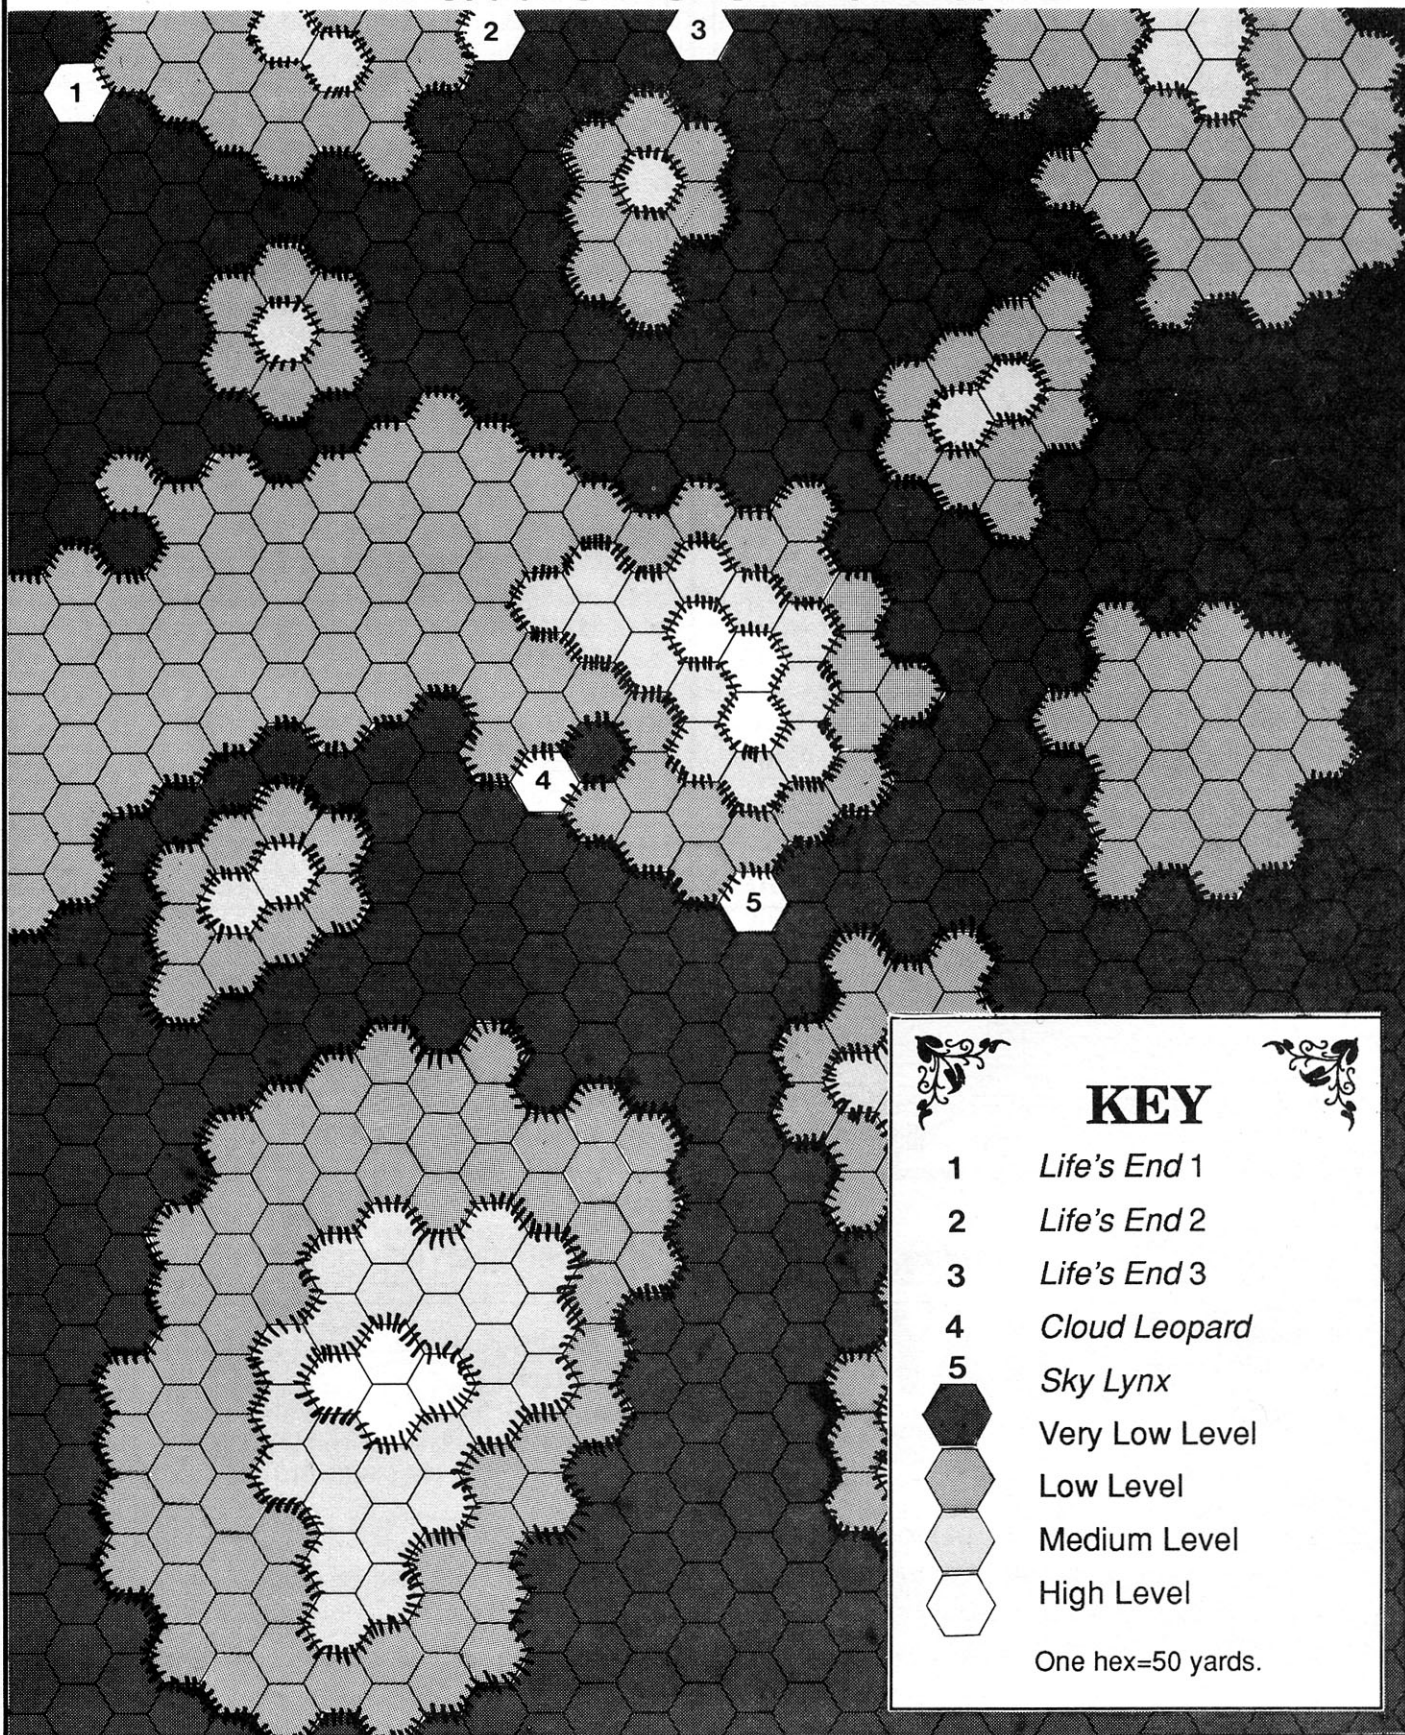 2
3
1
4
5
KEY
1 Life's End 1
2 Life's End 2
3 Life's End 3
4 Cloud Leopard
5 Sky Lynx
Very Low Level
Low Level
Medium Level
High Level
One hex=50 yards.